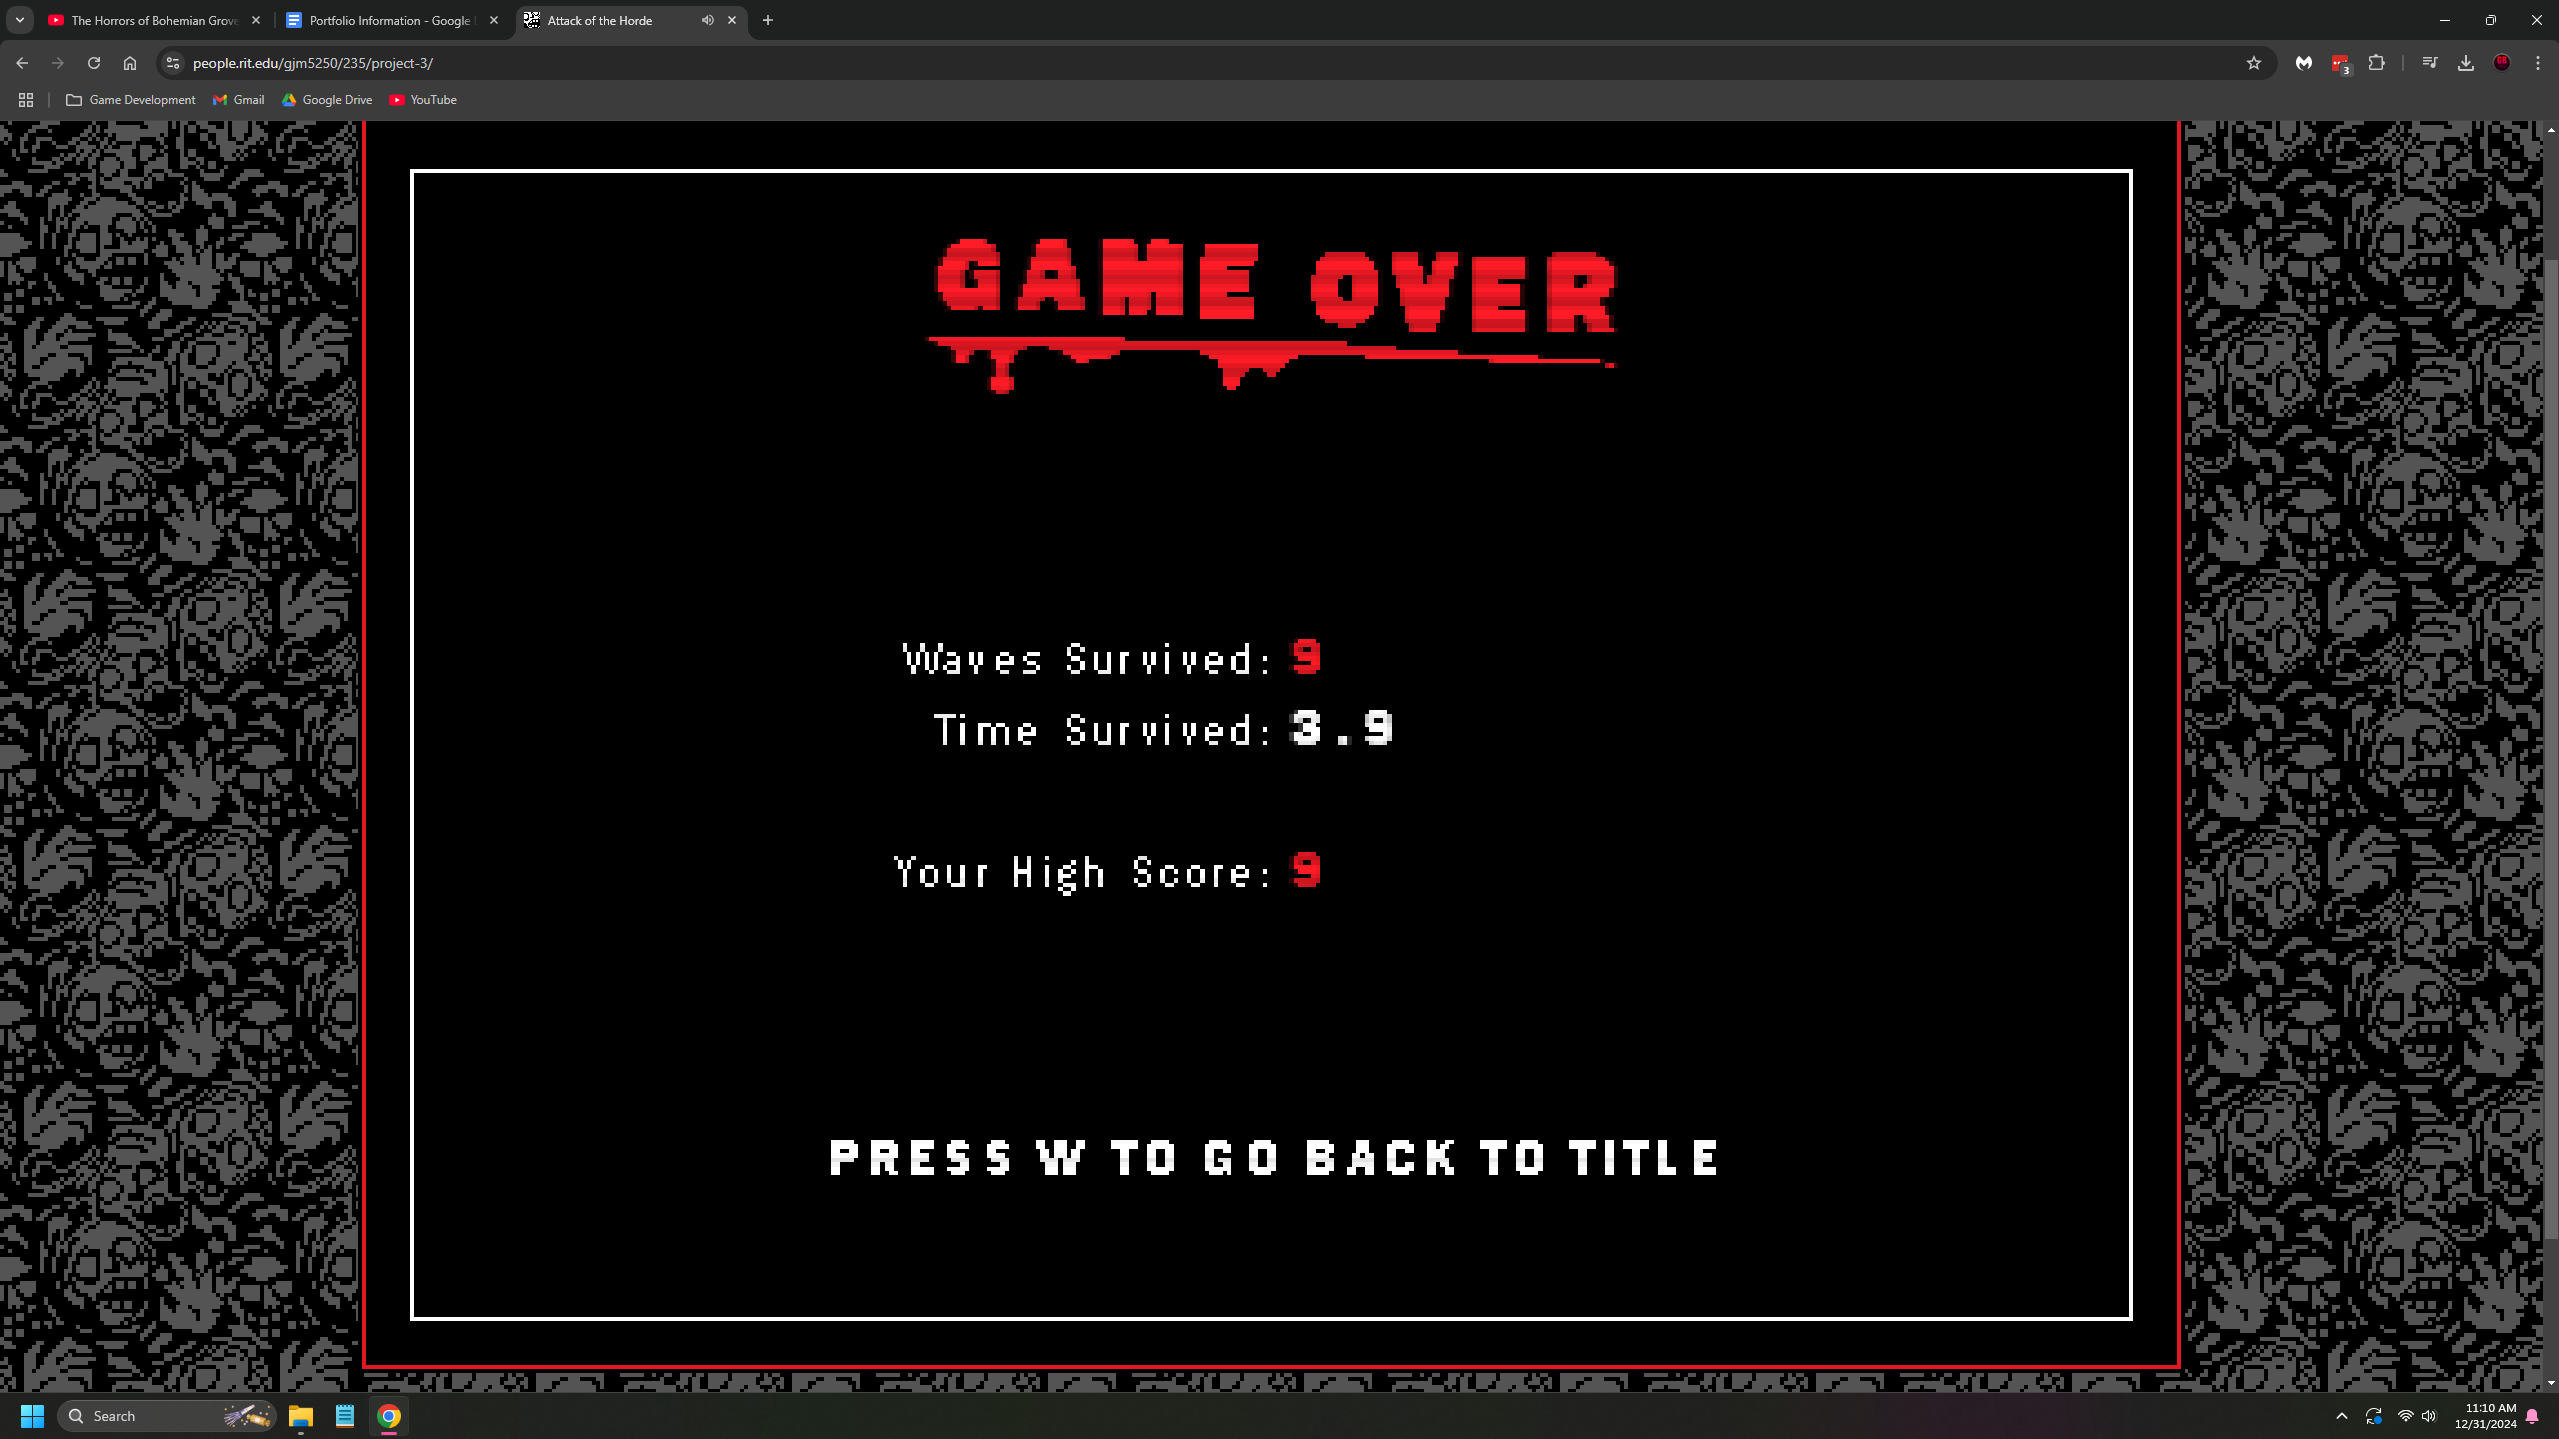 The Horrors of Bohemian Grove
Portfolio Information - Google
Attack of the Horde
people.rit.edu/gjm5250/235/project-3/
3
Game Development
Gmail
Google Drive
YouTube
GAME OVER
Waves Survived: 9
Time Survived: 3.9
Your High Score: 9
PRESS W TO GO BACK TO TITLE
Search
11:10 AM
12/31/2024